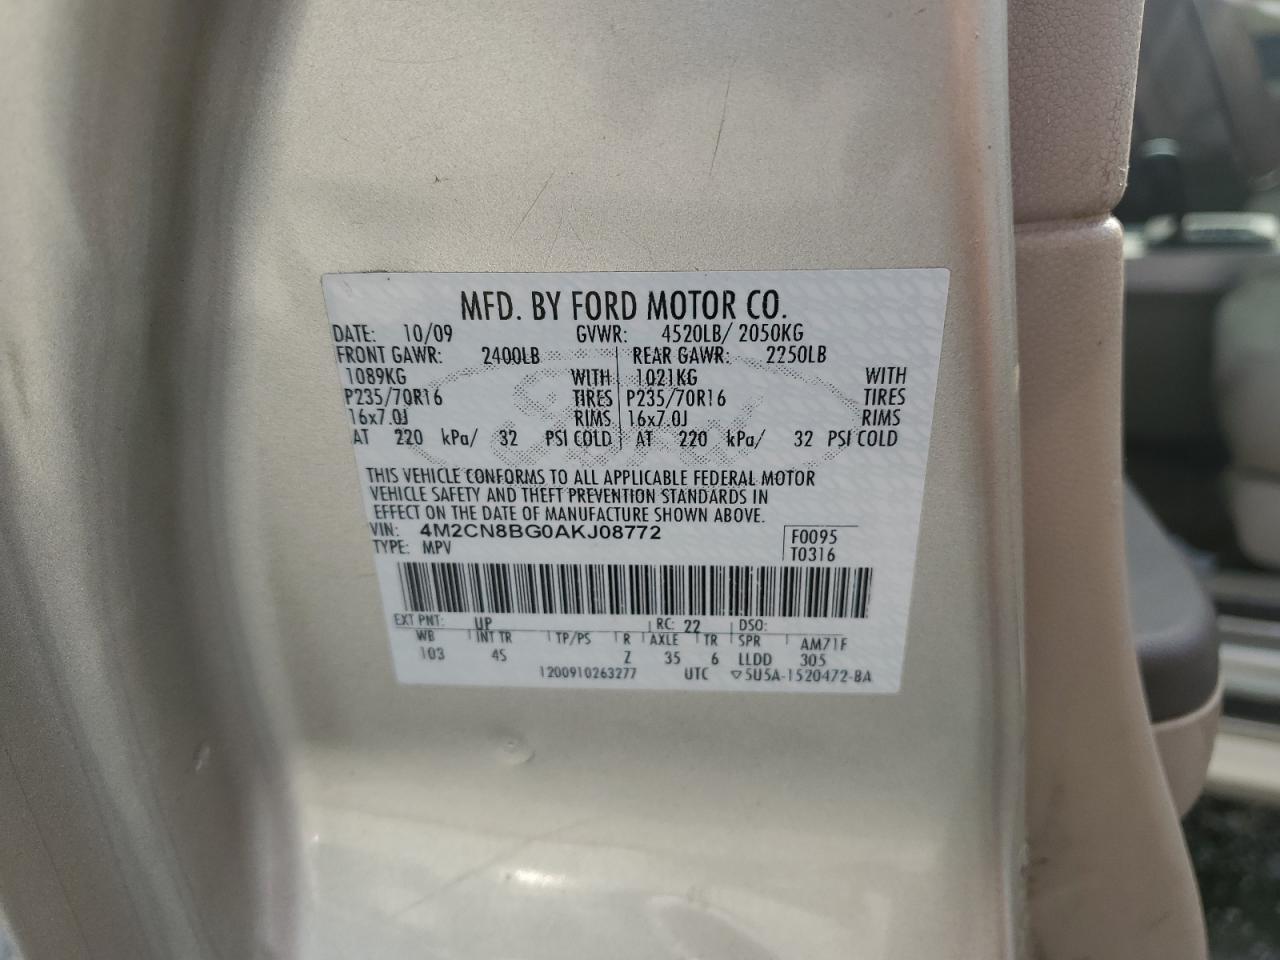 MFD. BY FORD MOTOR CO.
DATE: 10/09 GVWR: 4520LB/ 2050KG
FRONT GAWR: 2400LB REAR GAWR: 2250LB
1089KG WITH 1021KG WITH
P235/70R16 TIRES P235/70R16 TIRES
16x7.0J RIMS 16x7.0J RIMS
AT 220 kPa/ 32 PSI COLD AT 220 kPa/ 32 PSI COLD
THIS VEHICLE CONFORMS TO ALL APPLICABLE FEDERAL MOTOR
VEHICLE SAFETY AND THEFT PREVENTION STANDARDS IN
EFFECT ON THE DATE OF MANUFACTURE SHOWN ABOVE.
VIN: 4M2CN8BG0AKJ08772 F0095
TYPE: MPV T0316
EXT PNT: UP RC: 22 DSO:
WB INT TR TP/PS R AXLE TR SPR AM71F
103 4S Z 35 6 LLDD 305
1200910263277 UTC ▽5U5A-1520472-BA